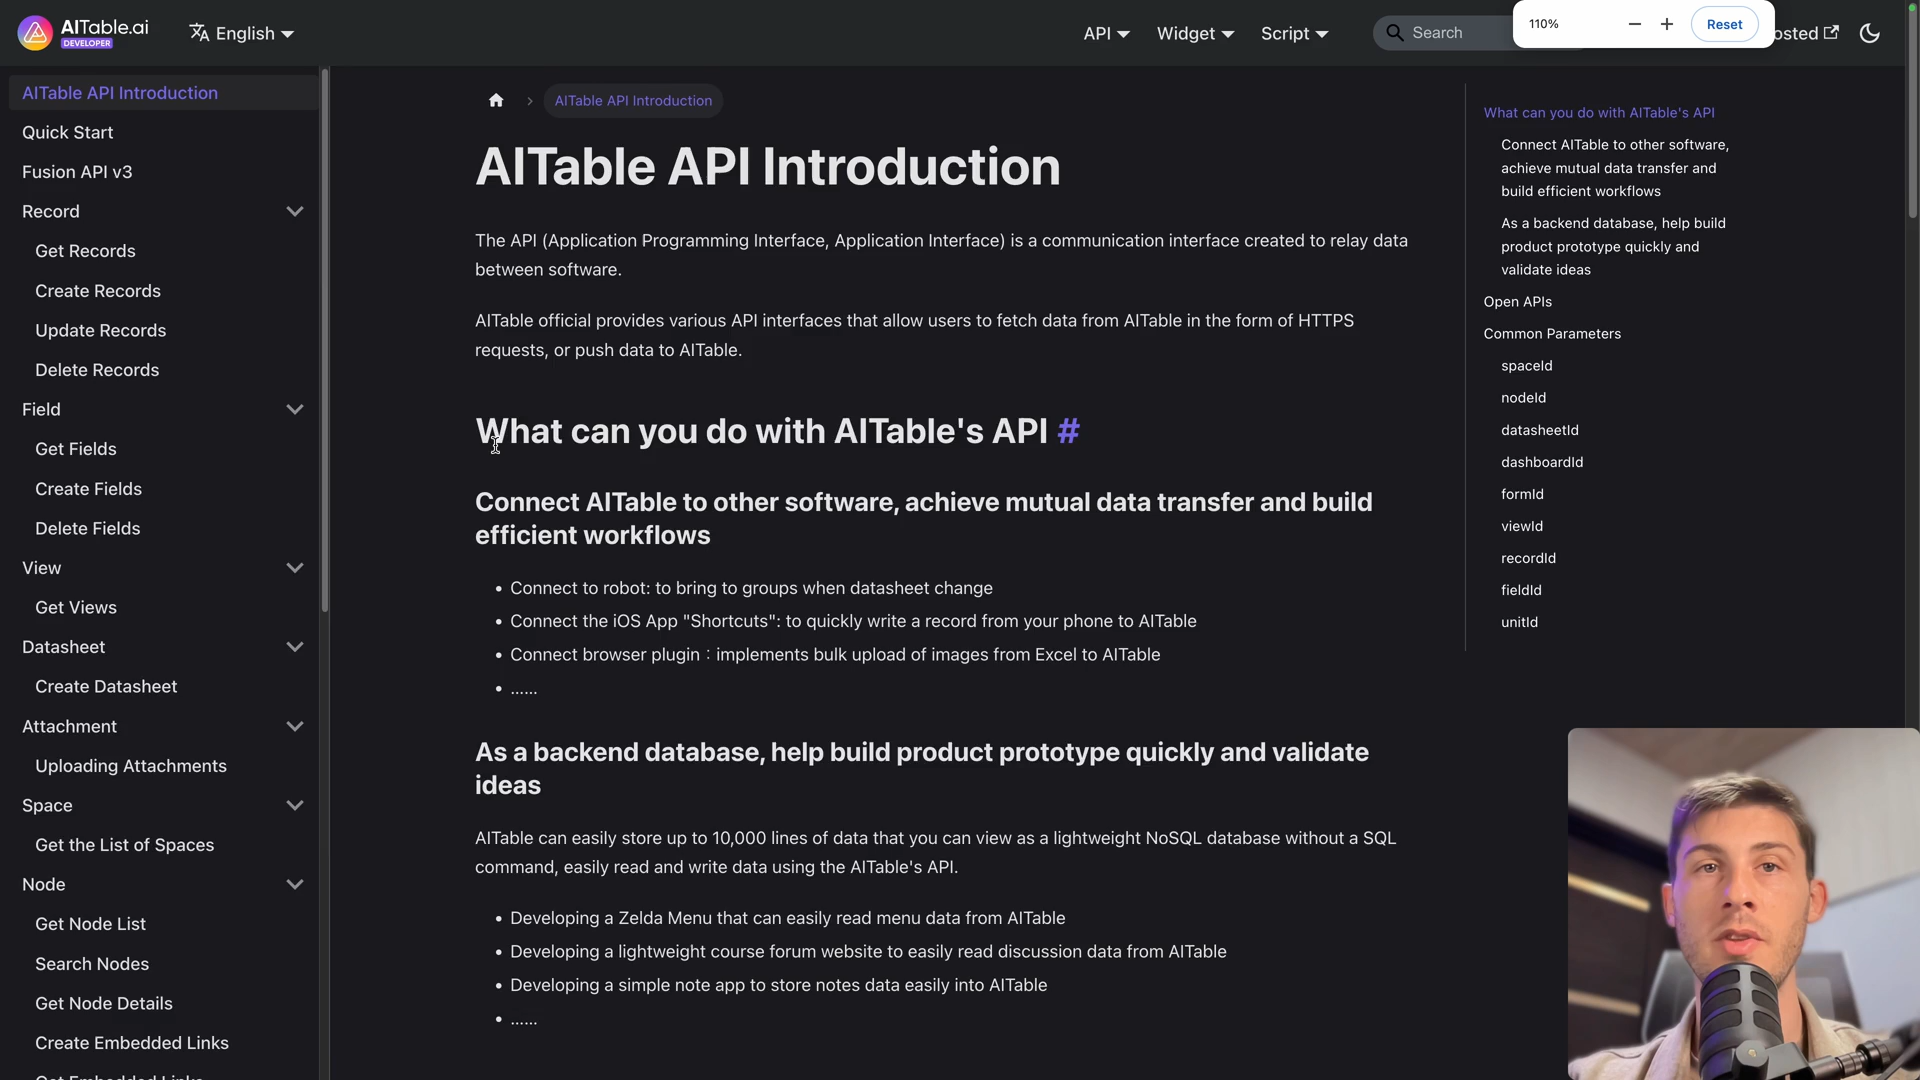 AITable.ai
DEVELOPER
English
API
Widget
Script
Search
110%
Reset
osted
AITable API Introduction
Quick Start
Fusion API v3
Record
Get Records
Create Records
Update Records
Delete Records
Field
Get Fields
Create Fields
Delete Fields
View
Get Views
Datasheet
Create Datasheet
Attachment
Uploading Attachments
Space
Get the List of Spaces
Node
Get Node List
Search Nodes
Get Node Details
Create Embedded Links
AITable API Introduction
AITable API Introduction
The API (Application Programming Interface, Application Interface) is a communication interface created to relay data
between software.
AITable official provides various API interfaces that allow users to fetch data from AITable in the form of HTTPS
requests, or push data to AITable.
What can you do with AITable's API #
Connect AITable to other software, achieve mutual data transfer and build
efficient workflows
• Connect to robot: to bring to groups when datasheet change
• Connect the iOS App "Shortcuts": to quickly write a record from your phone to AITable
• Connect browser plugin：implements bulk upload of images from Excel to AITable
• ......
As a backend database, help build product prototype quickly and validate
ideas
AITable can easily store up to 10,000 lines of data that you can view as a lightweight NoSQL database without a SQL
command, easily read and write data using the AITable's API.
• Developing a Zelda Menu that can easily read menu data from AITable
• Developing a lightweight course forum website to easily read discussion data from AITable
• Developing a simple note app to store notes data easily into AITable
• ......
What can you do with AITable's API
Connect AITable to other software,
achieve mutual data transfer and
build efficient workflows
As a backend database, help build
product prototype quickly and
validate ideas
Open APIs
Common Parameters
spaceId
nodeId
datasheetId
dashboardId
formId
viewId
recordId
fieldId
unitId